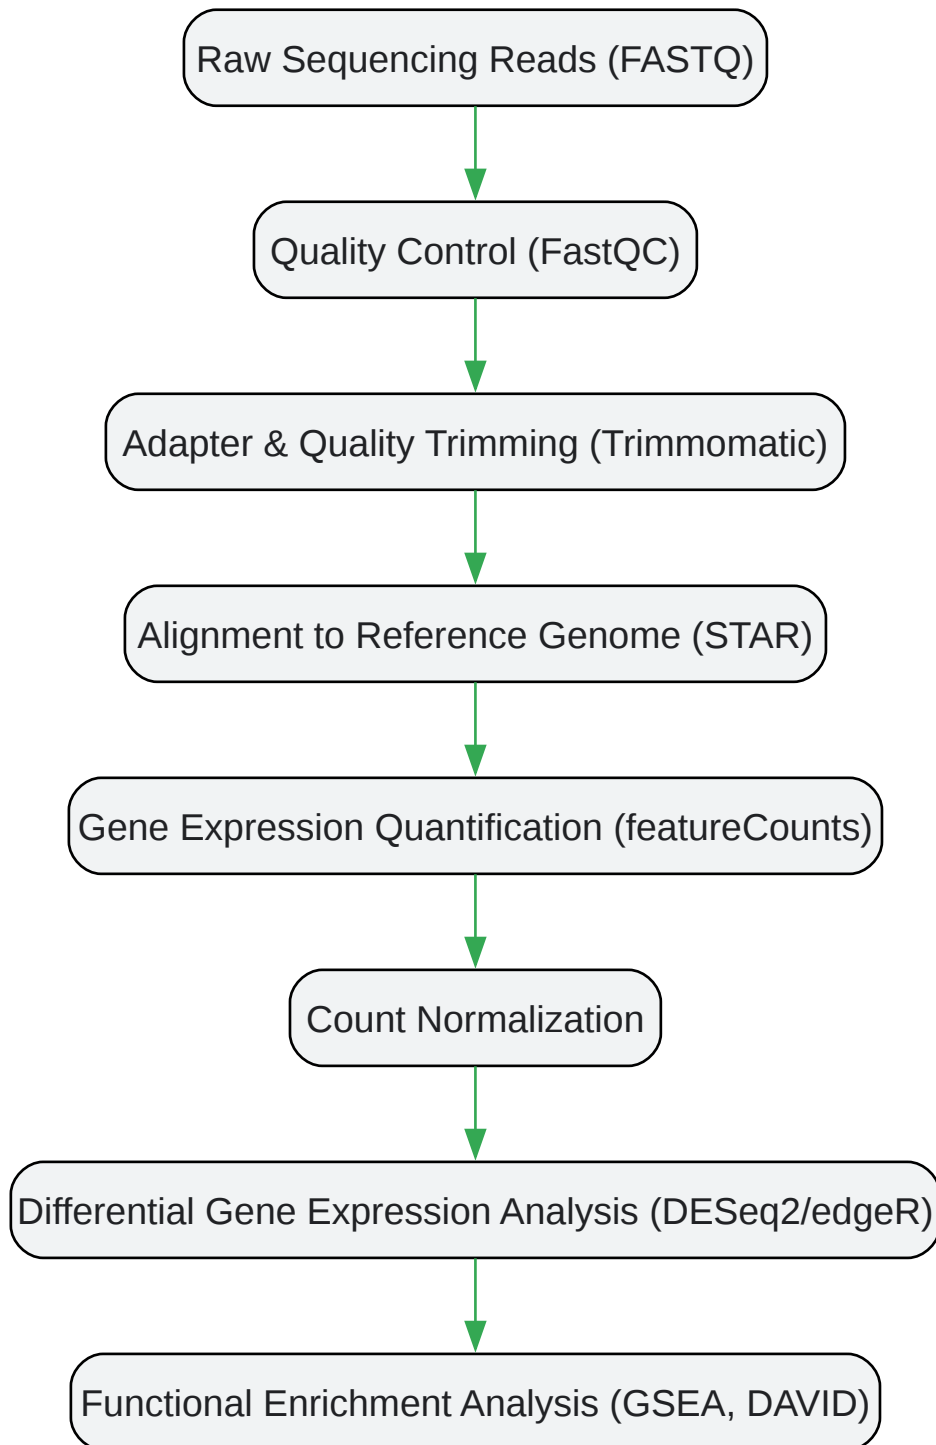 Raw Sequencing Reads (FASTQ)
Quality Control (FastQC)
Adapter & Quality Trimming (Trimmomatic)
Alignment to Reference Genome (STAR)
Gene Expression Quantification (featureCounts)
Count Normalization
Differential Gene Expression Analysis (DESeq2/edgeR)
Functional Enrichment Analysis (GSEA, DAVID)